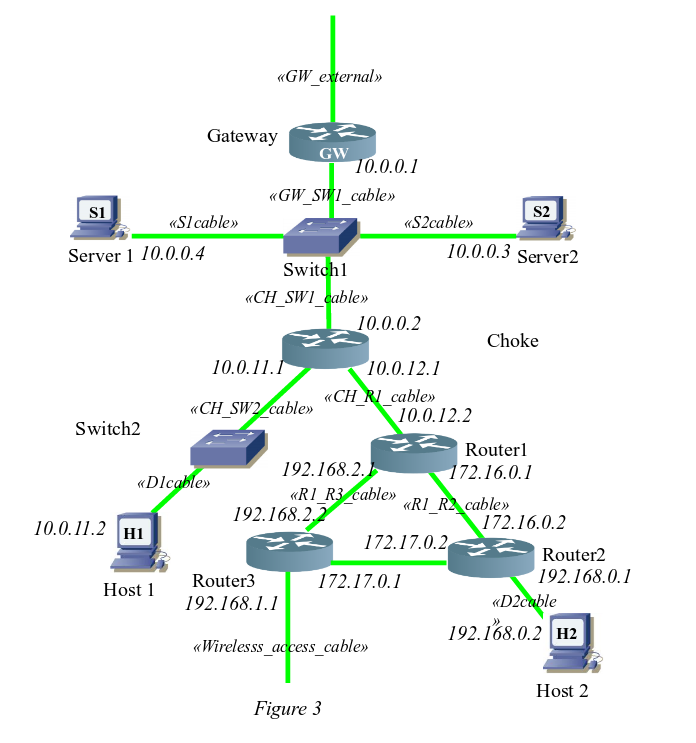 «GW_external»
Gateway
GW
10.0.0.1
«GW_SW1_cable»
S1
S2
«S1cable»
«S2cable»
Server 1
10.0.0.4
10.0.0.3
Server2
Switch1
«CH_SW1_cable»
10.0.0.2
Choke
10.0.11.1
10.0.12.1
«CH_R1_cable»
«CH_SW2_cable»
10.0.12.2
Switch2
Router1
192.168.2.1
172.16.0.1
«D1cable»
«R1_R3_cable»
«R1_R2_cable»
192.168.2.2
172.16.0.2
10.0.11.2
H1
172.17.0.2
Router2
Host 1
Router3
172.17.0.1
192.168.0.1
192.168.1.1
«D2cable
»
192.168.0.2
H2
«Wirelesss_access_cable»
Host 2
Figure 3